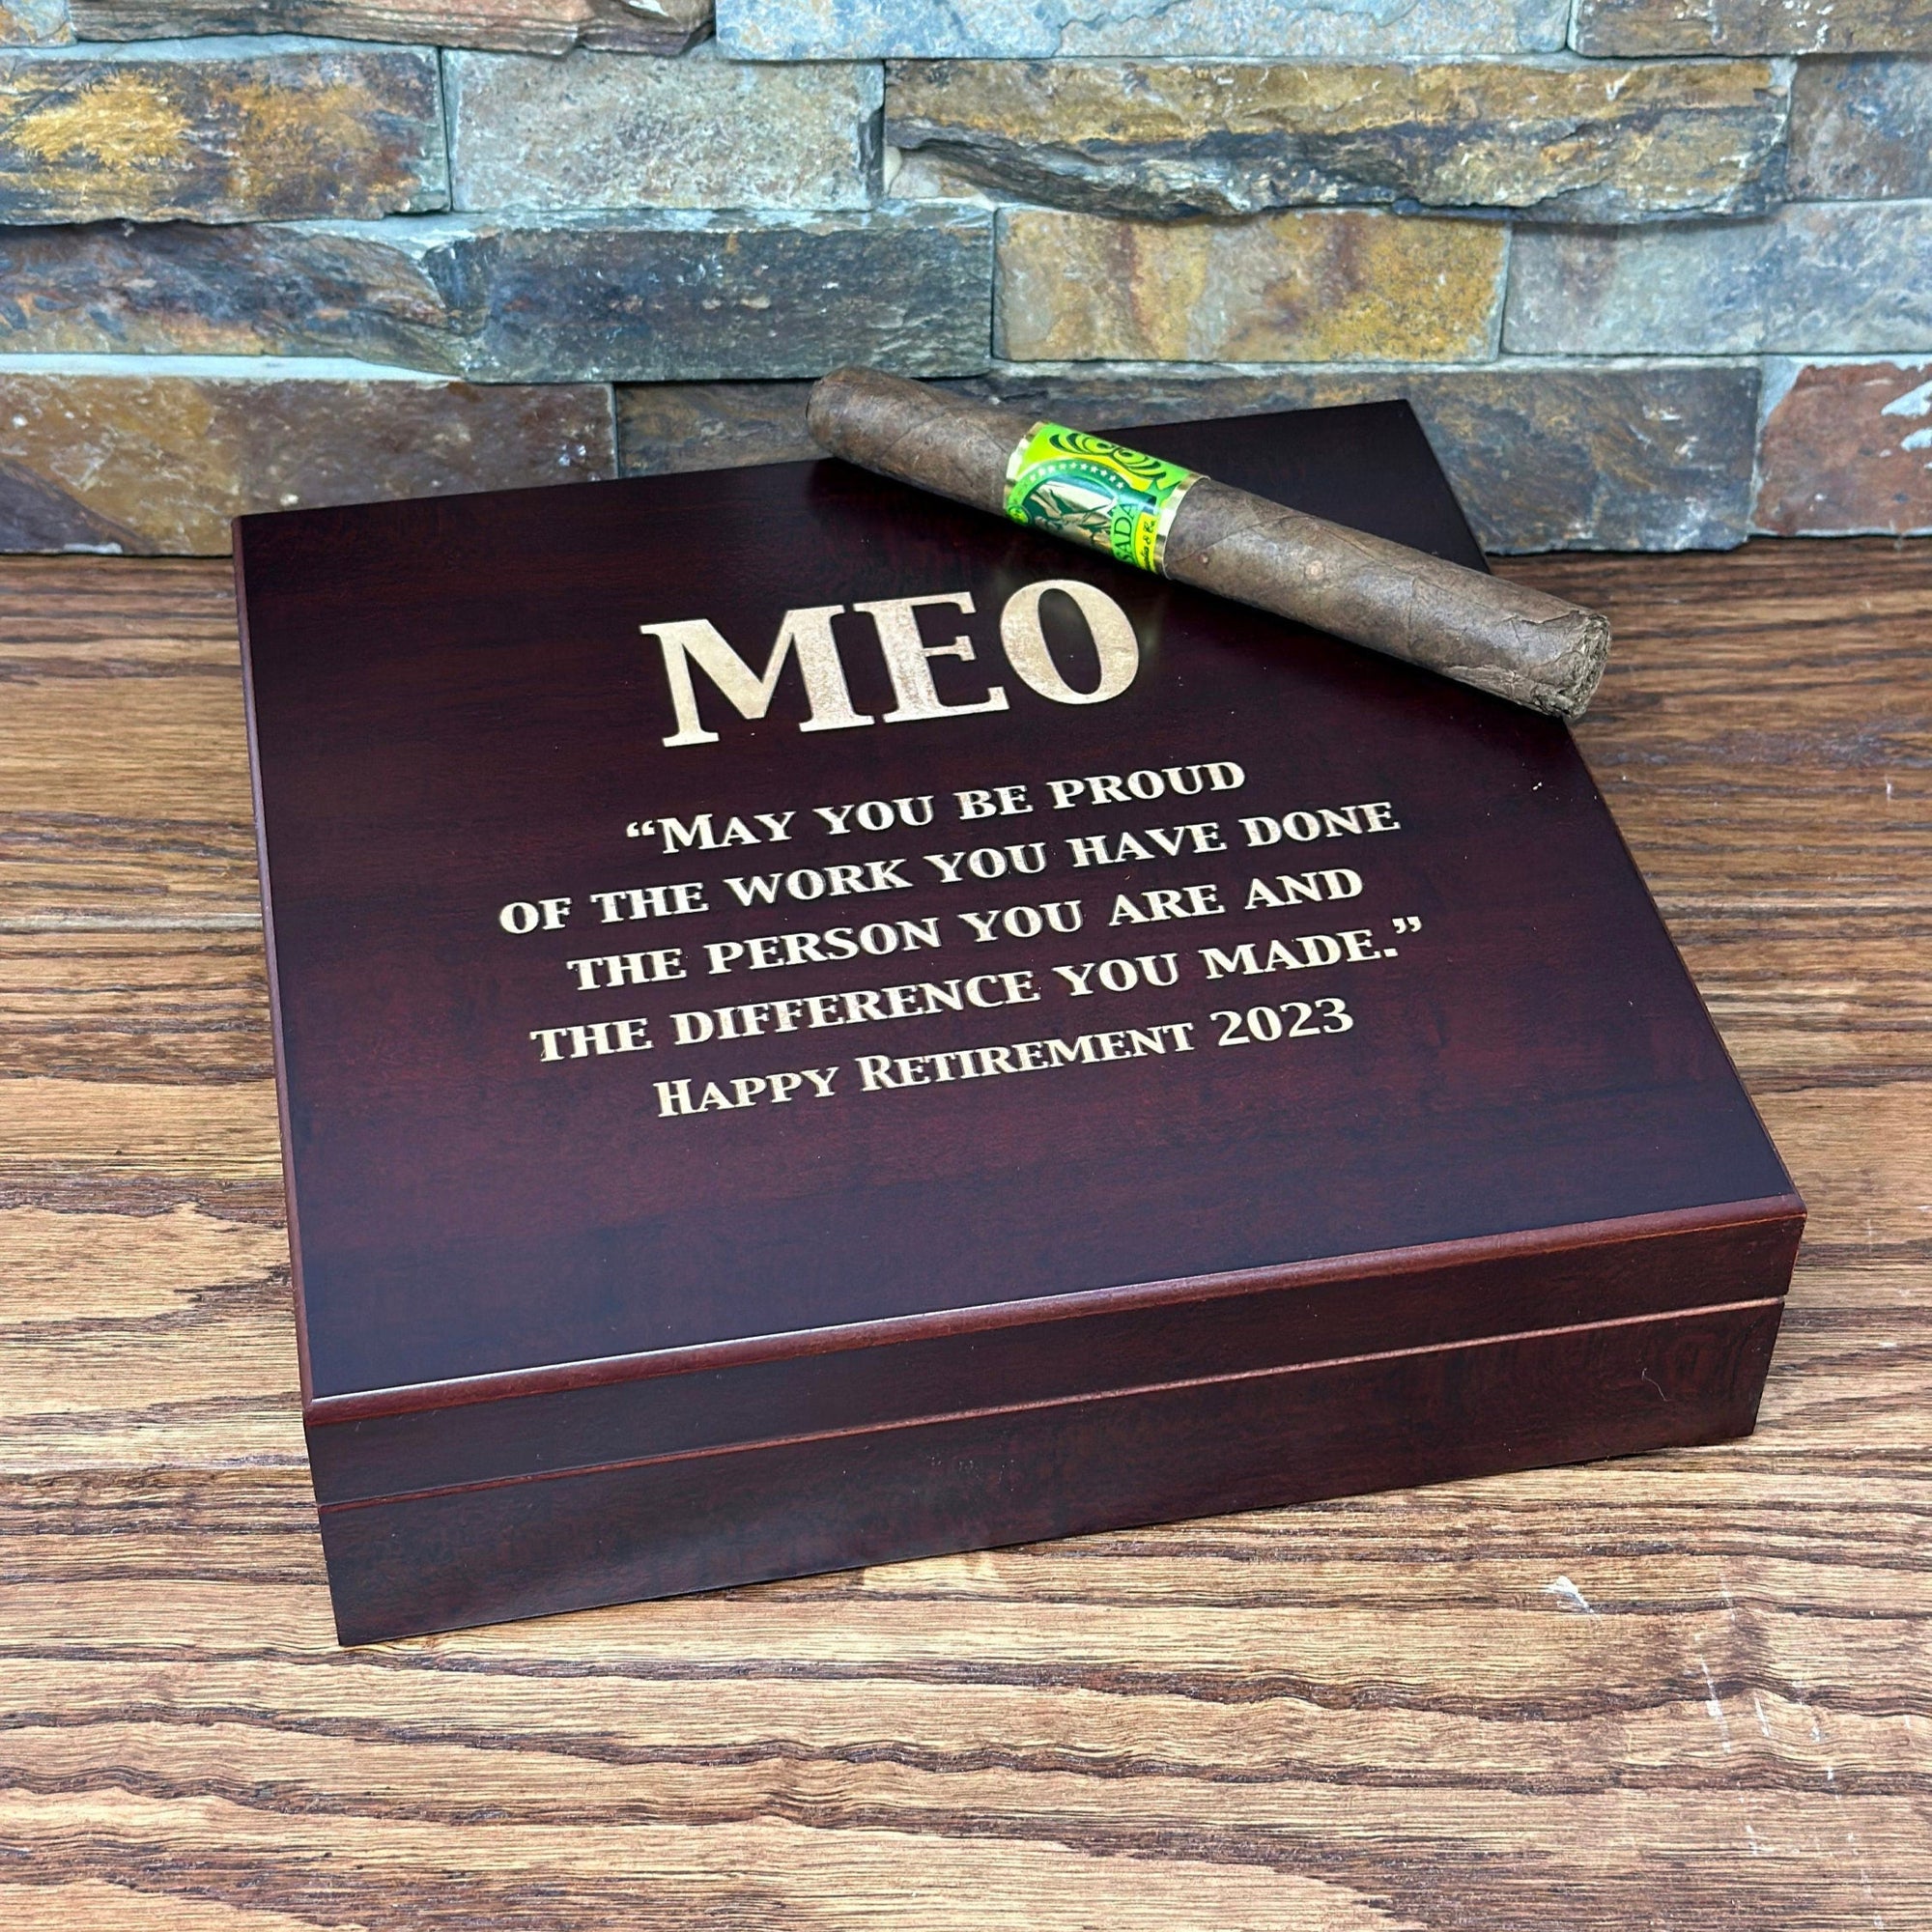 MEO
“MAY YOU BE PROUD
OF THE WORK YOU HAVE DONE
THE PERSON YOU ARE AND
THE DIFFERENCE YOU MADE.”
HAPPY RETIREMENT 2023